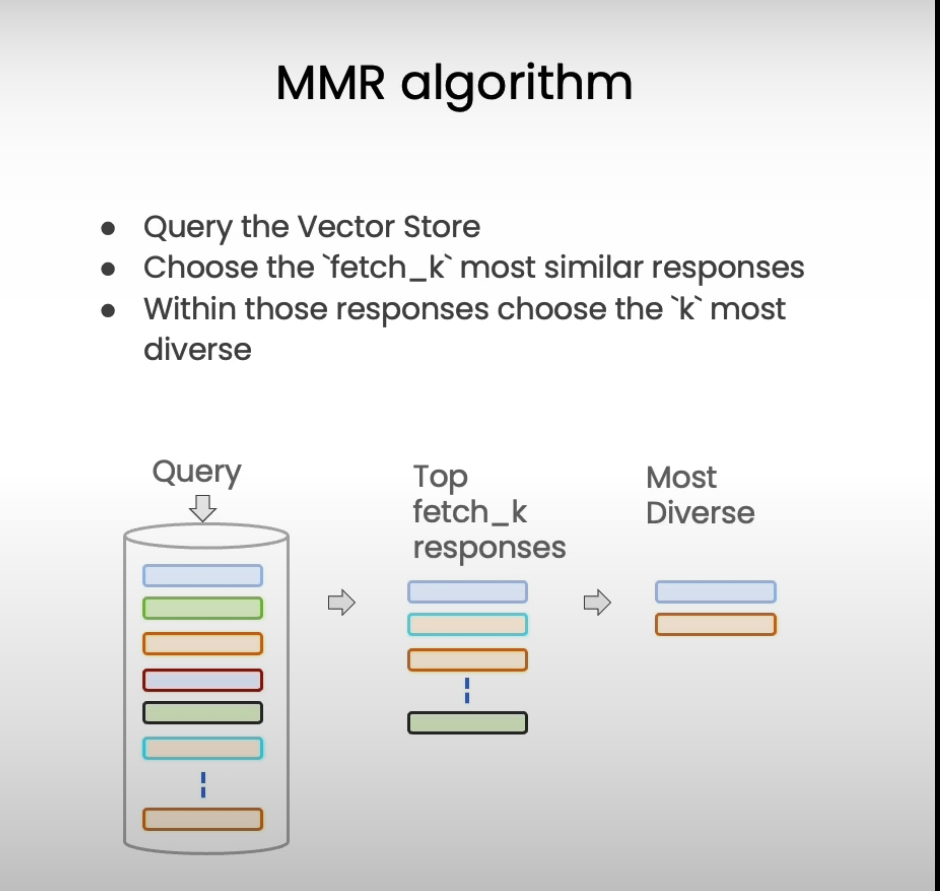 MMR algorithm
● Query the Vector Store
● Choose the `fetch_k` most similar responses
● Within those responses choose the `k` most
diverse
Query
Top
fetch_k
responses
Most
Diverse